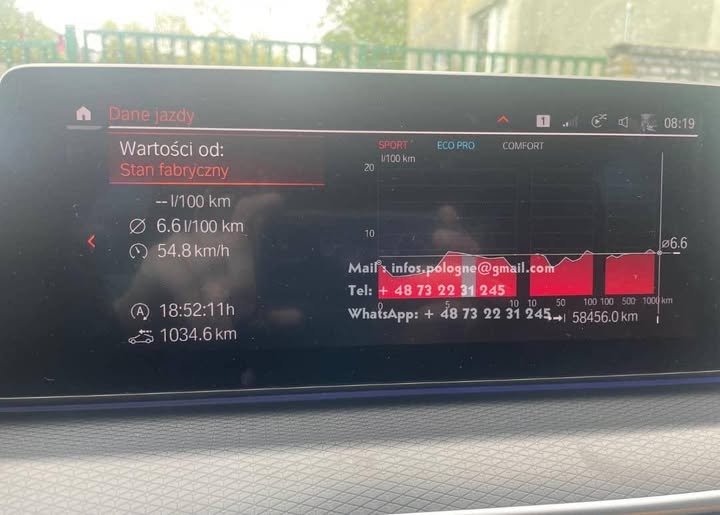 Dane jazdy
1
08:19
Wartości od:
Stan fabryczny
-- l/100 km
Ø 6.6 l/100 km
54.8 km/h
A 18:52:11h
1034.6 km
SPORT ECO PRO COMFORT
l/100 km
20
10
ø6.6
0 5 10 10 50 100 100 500 1000 km
58456.0 km
Mail : infos.pologne@gmail.com
Tel: + 48 73 22 31 245
WhatsApp: + 48 73 22 31 245